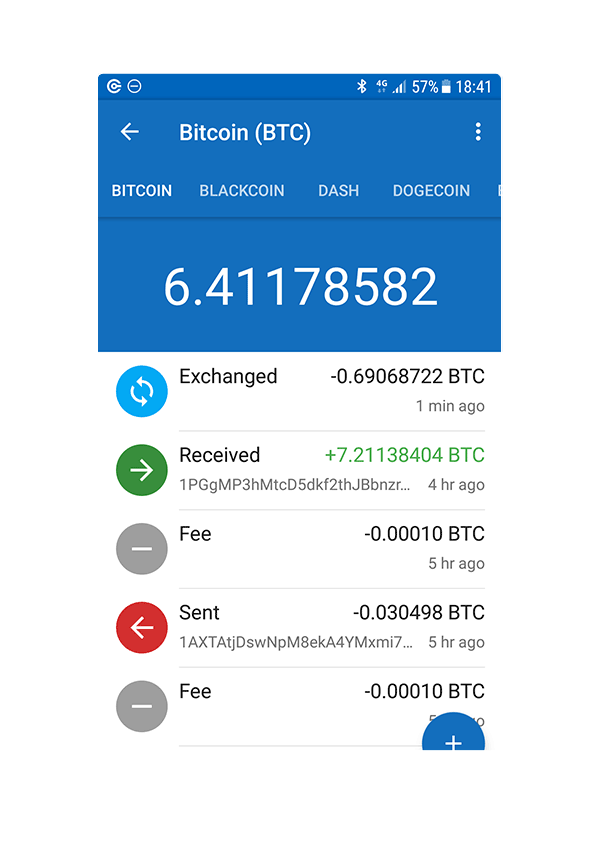 57% 18:41
Bitcoin (BTC)
BITCOIN BLACKCOIN DASH DOGECOIN
6.41178582
Exchanged -0.69068722 BTC
1 min ago
Received +7.21138404 BTC
1PGgMP3hMtcD5dkf2thJBbnzr... 4 hr ago
Fee -0.00010 BTC
5 hr ago
Sent -0.030498 BTC
1AXTAtjDswNpM8ekA4YMxmi7... 5 hr ago
Fee -0.00010 BTC